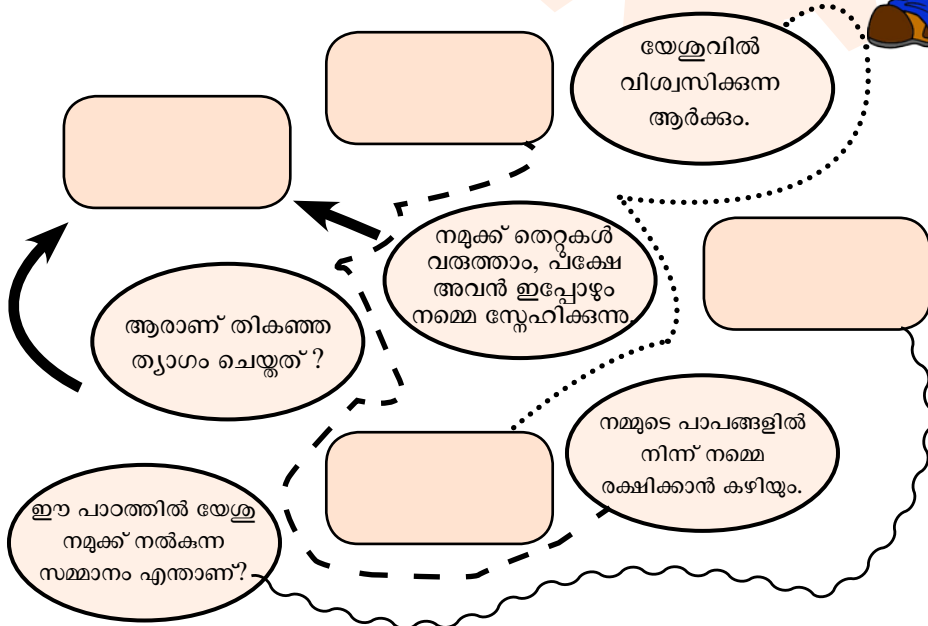 യേശുവിൽ
വിശ്വസിക്കുന്ന
ആർക്കും.
നമുക്ക് തെറ്റുകൾ
വരുത്താം, പക്ഷേ
അവൻ ഇപ്പോഴും
നമ്മെ സ്നേഹിക്കുന്നു.
ആരാണ് തികഞ്ഞ
ത്യാഗം ചെയ്തത് ?
നമ്മുടെ പാപങ്ങളിൽ
നിന്ന് നമ്മെ
രക്ഷിക്കാൻ കഴിയും.
ഈ പാഠത്തിൽ യേശു
നമുക്ക് നൽകുന്ന
സമ്മാനം എന്താണ്?